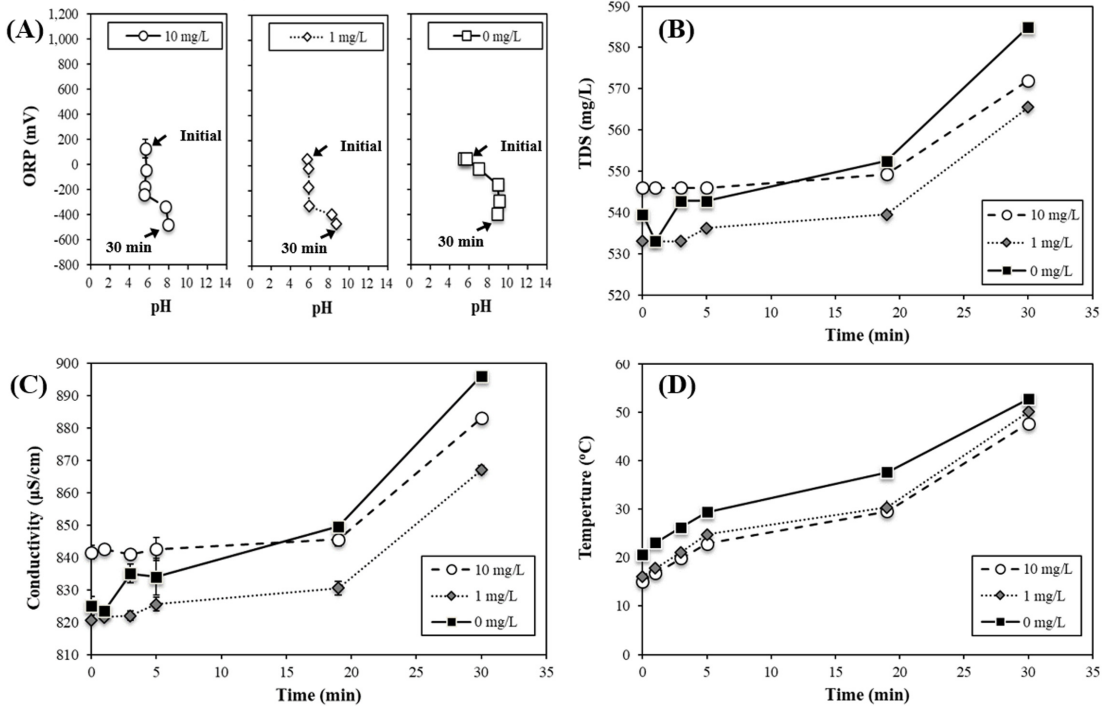 (A)
1,200
1,000
800
600
400
200
0
-200
-400
-600
-800
ORP (mV)
10 mg/L
Initial
30 min
0 2 4 6 8 10 12 14
pH
1 mg/L
Initial
30 min
0 2 4 6 8 10 12 14
pH
0 mg/L
Initial
30 min
0 2 4 6 8 10 12 14
pH
(B)
590
580
570
560
550
540
530
520
TDS (mg/L)
10 mg/L
1 mg/L
0 mg/L
0 5 10 15 20 25 30 35
Time (min)
(C)
900
890
880
870
860
850
840
830
820
810
Conductivity (µS/cm)
10 mg/L
1 mg/L
0 mg/L
0 5 10 15 20 25 30 35
Time (min)
(D)
60
50
40
30
20
10
0
Temperture (°C)
10 mg/L
1 mg/L
0 mg/L
0 5 10 15 20 25 30 35
Time (min)